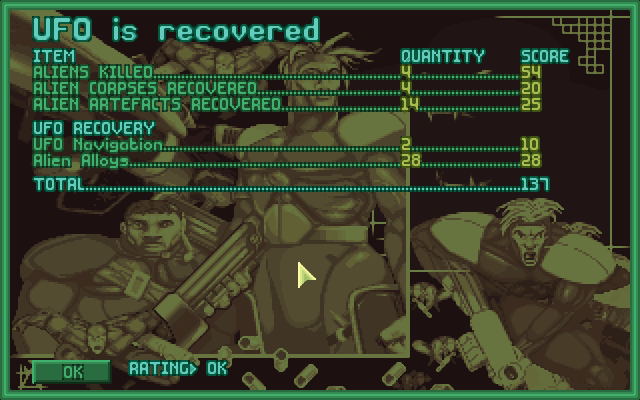 UFO is recovered
ITEM QUANTITY SCORE
ALIENS KILLED 4 54
ALIEN CORPSES RECOVERED 4 20
ALIEN ARTEFACTS RECOVERED 14 25
UFO RECOVERY
UFO Navigation 2 10
Alien Alloys 28 28
TOTAL 137
OK RATING> OK